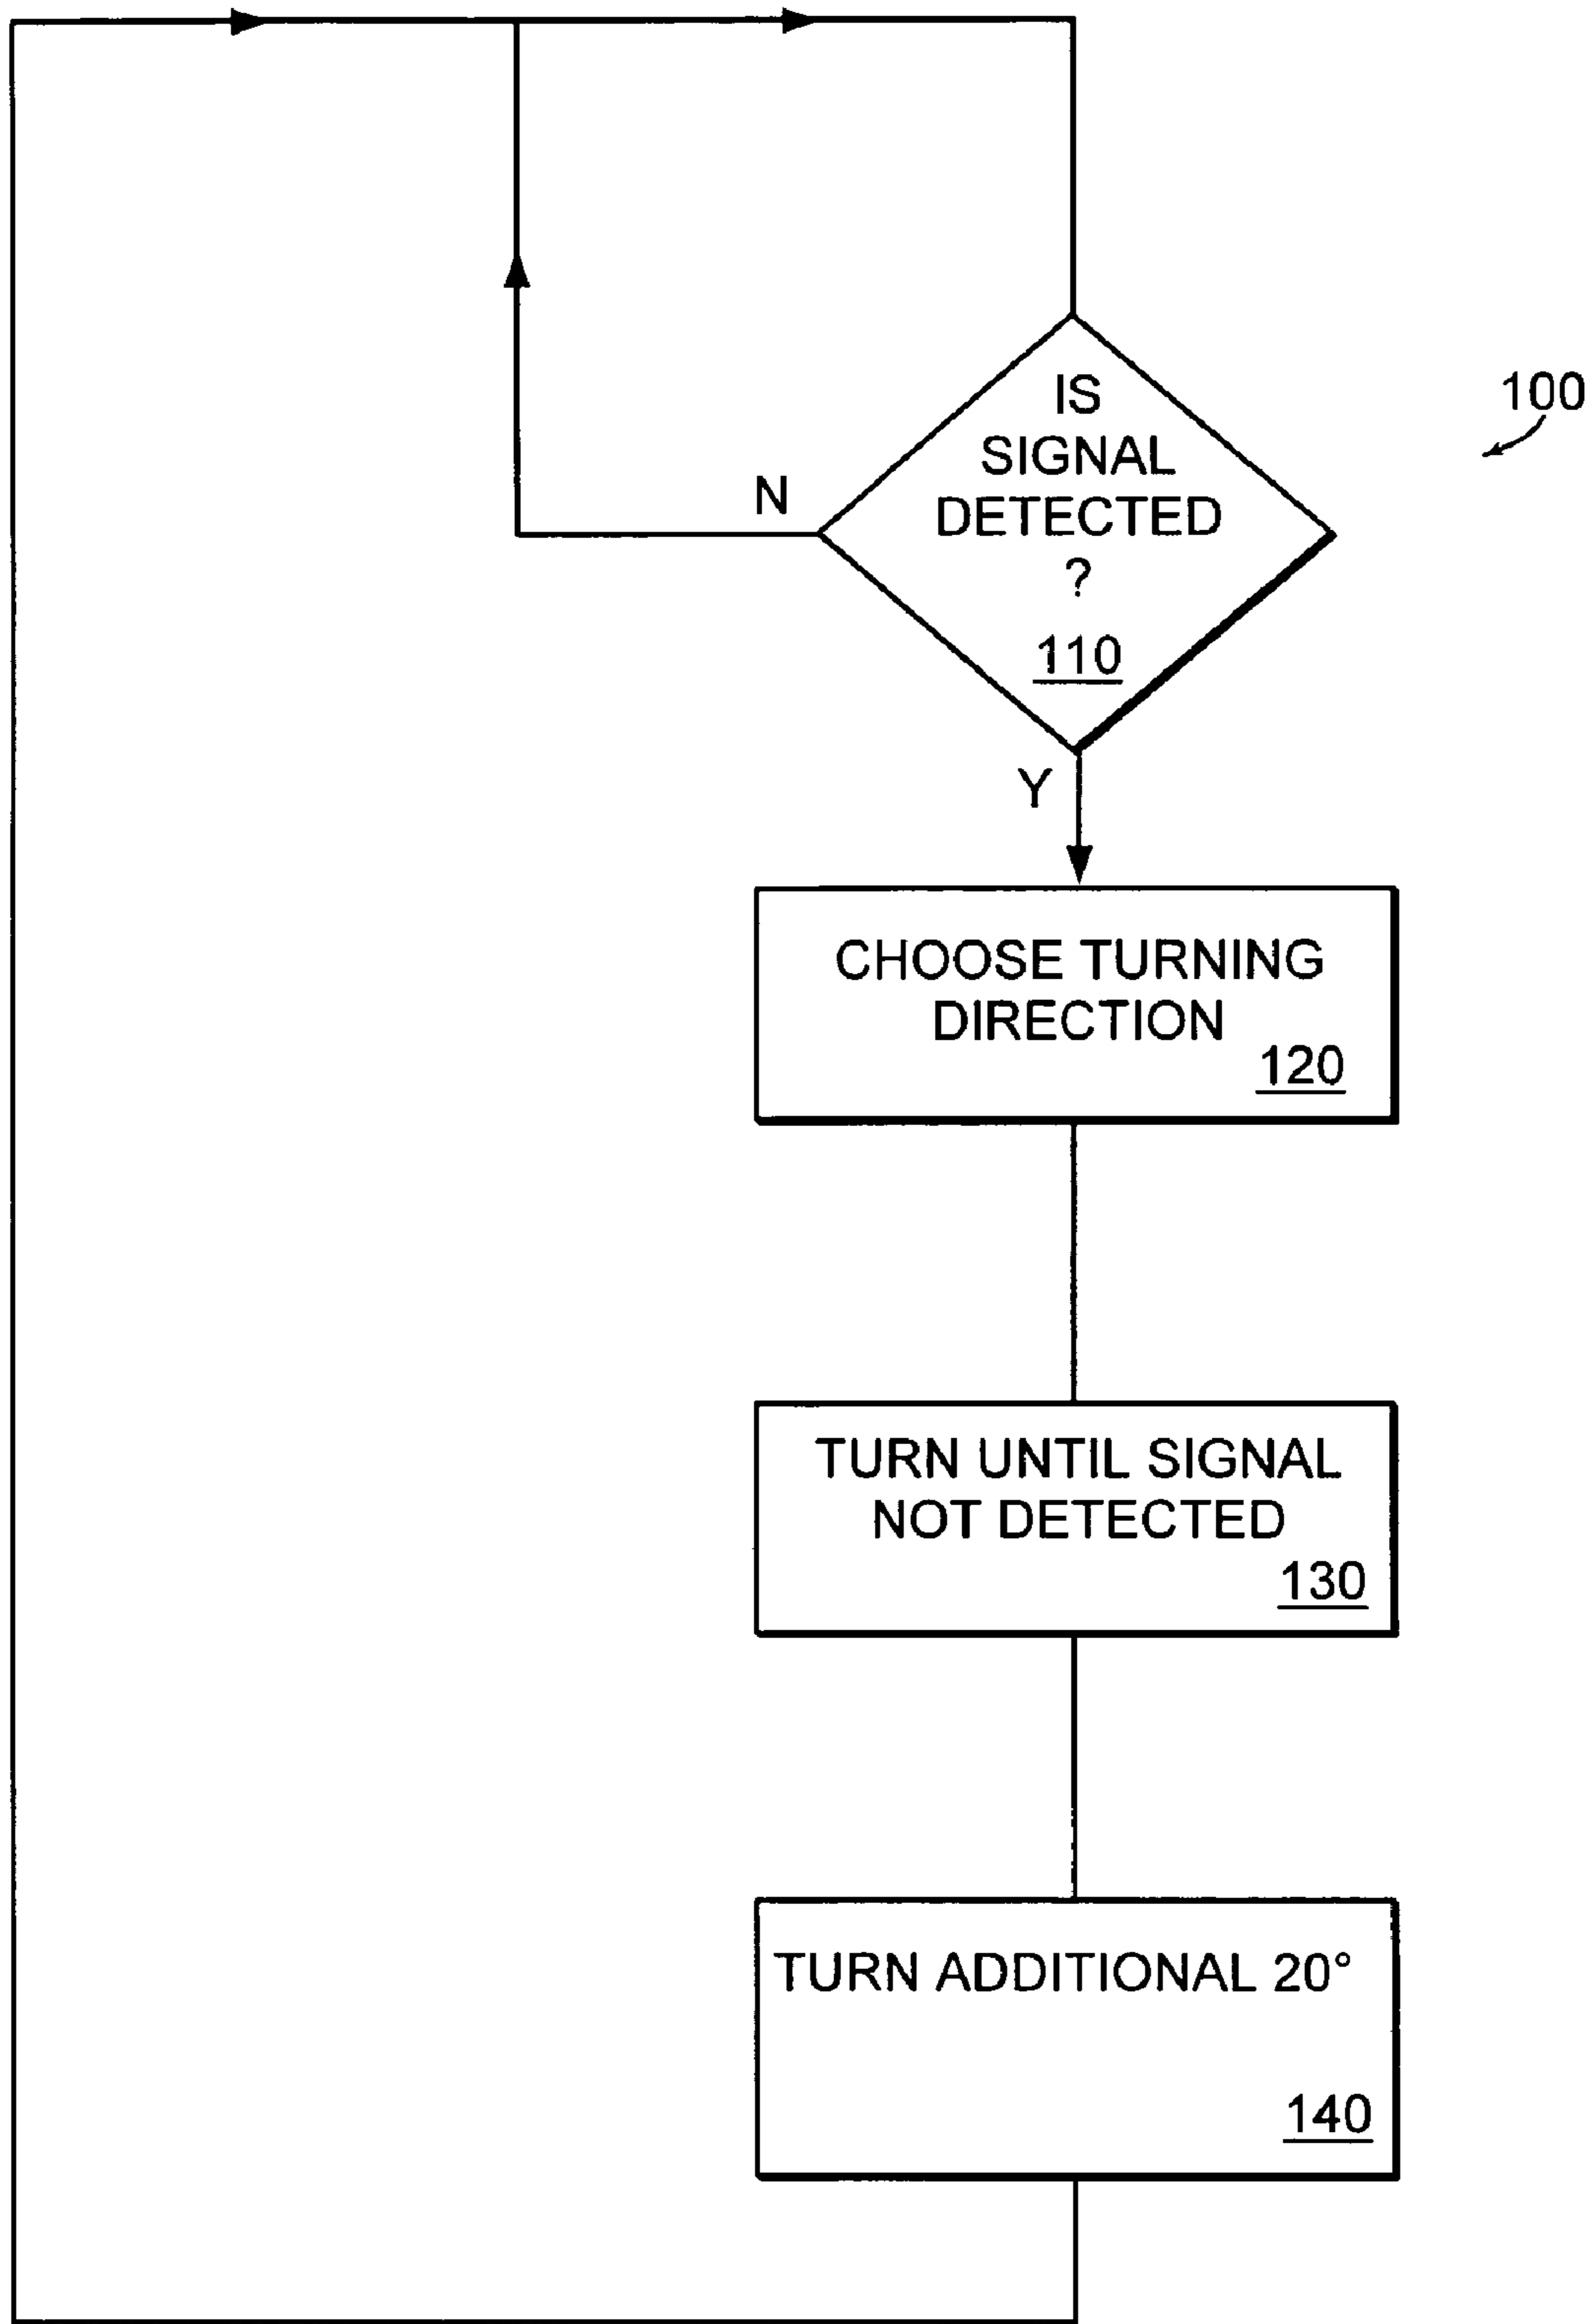 100
IS
SIGNAL
DETECTED
?
110
N
Y
CHOOSE TURNING
DIRECTION
120
TURN UNTIL SIGNAL
NOT DETECTED
130
TURN ADDITIONAL 20°
140